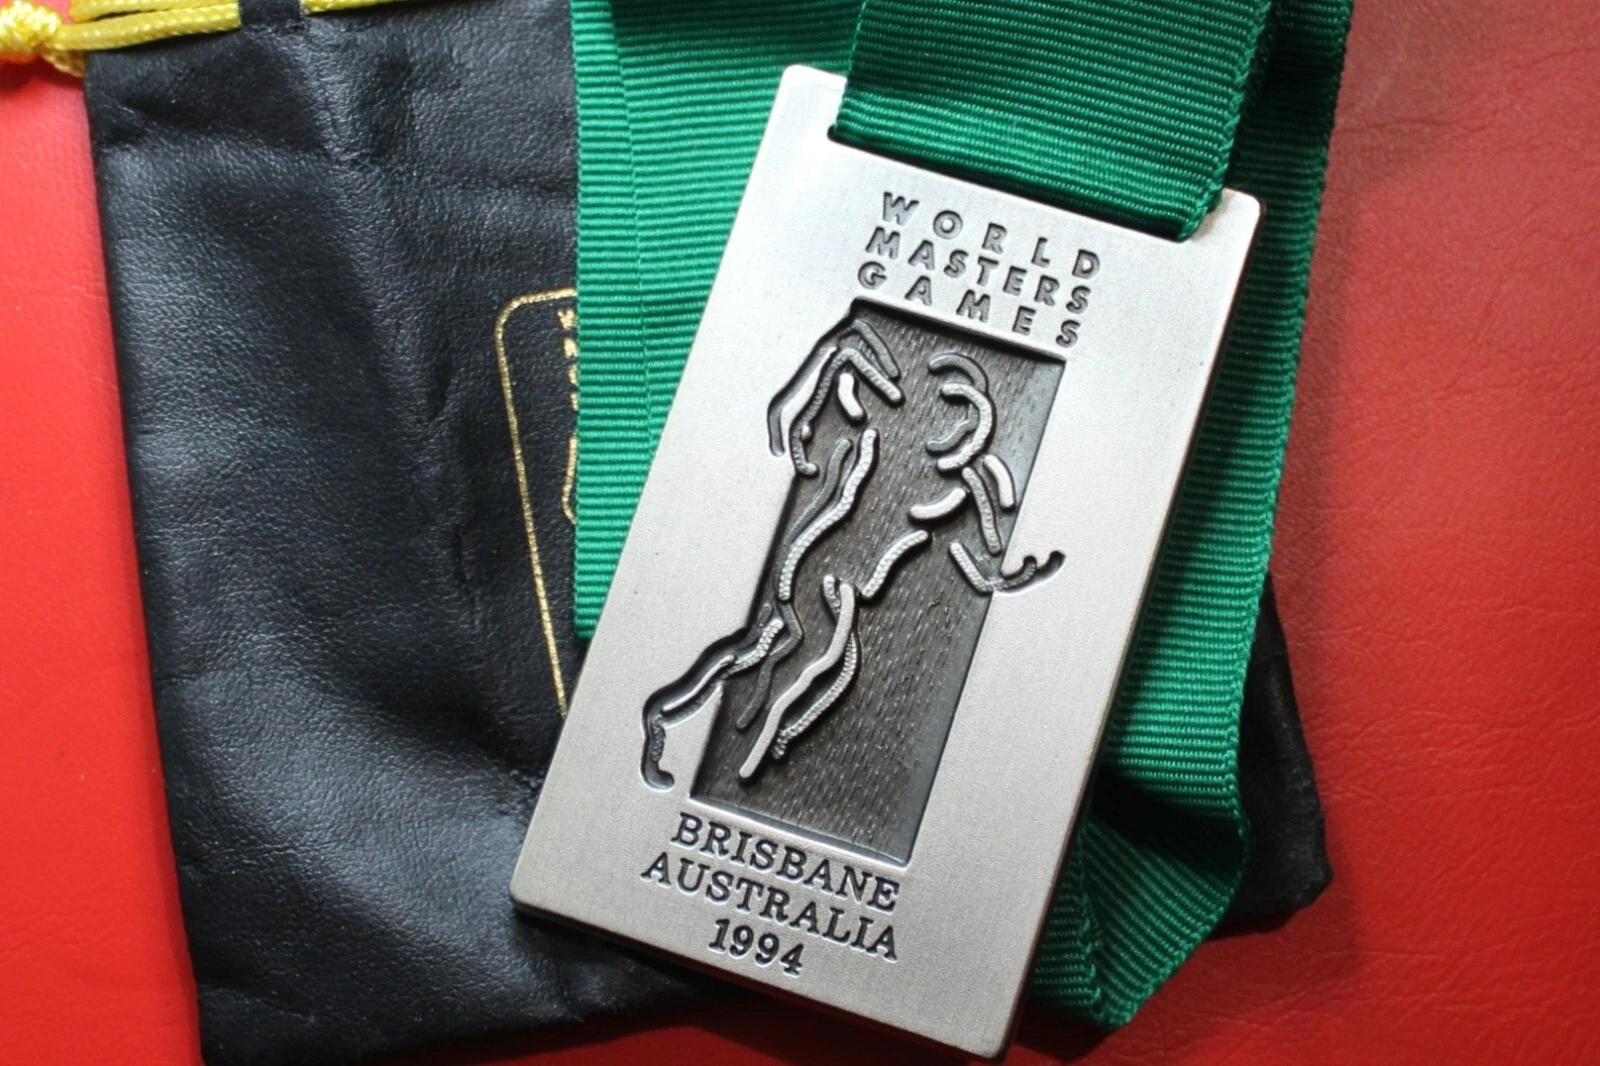 WORLD
MASTERS
GAMES
BRISBANE
AUSTRALIA
1994